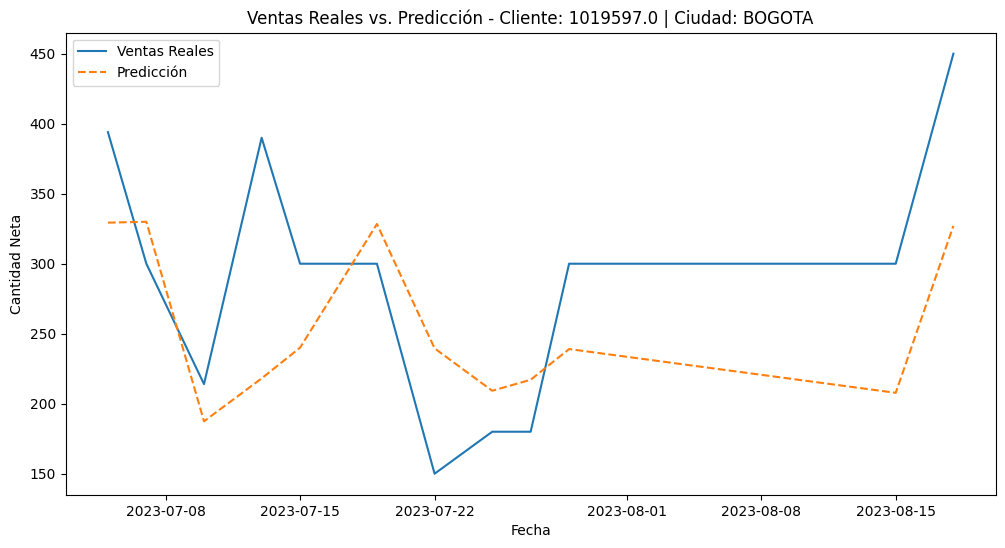 Ventas Reales vs. Predicción - Cliente: 1019597.0 | Ciudad: BOGOTA
Ventas Reales
Predicción
Cantidad Neta
450
400
350
300
250
200
150
2023-07-08
2023-07-15
2023-07-22
2023-08-01
2023-08-08
2023-08-15
Fecha